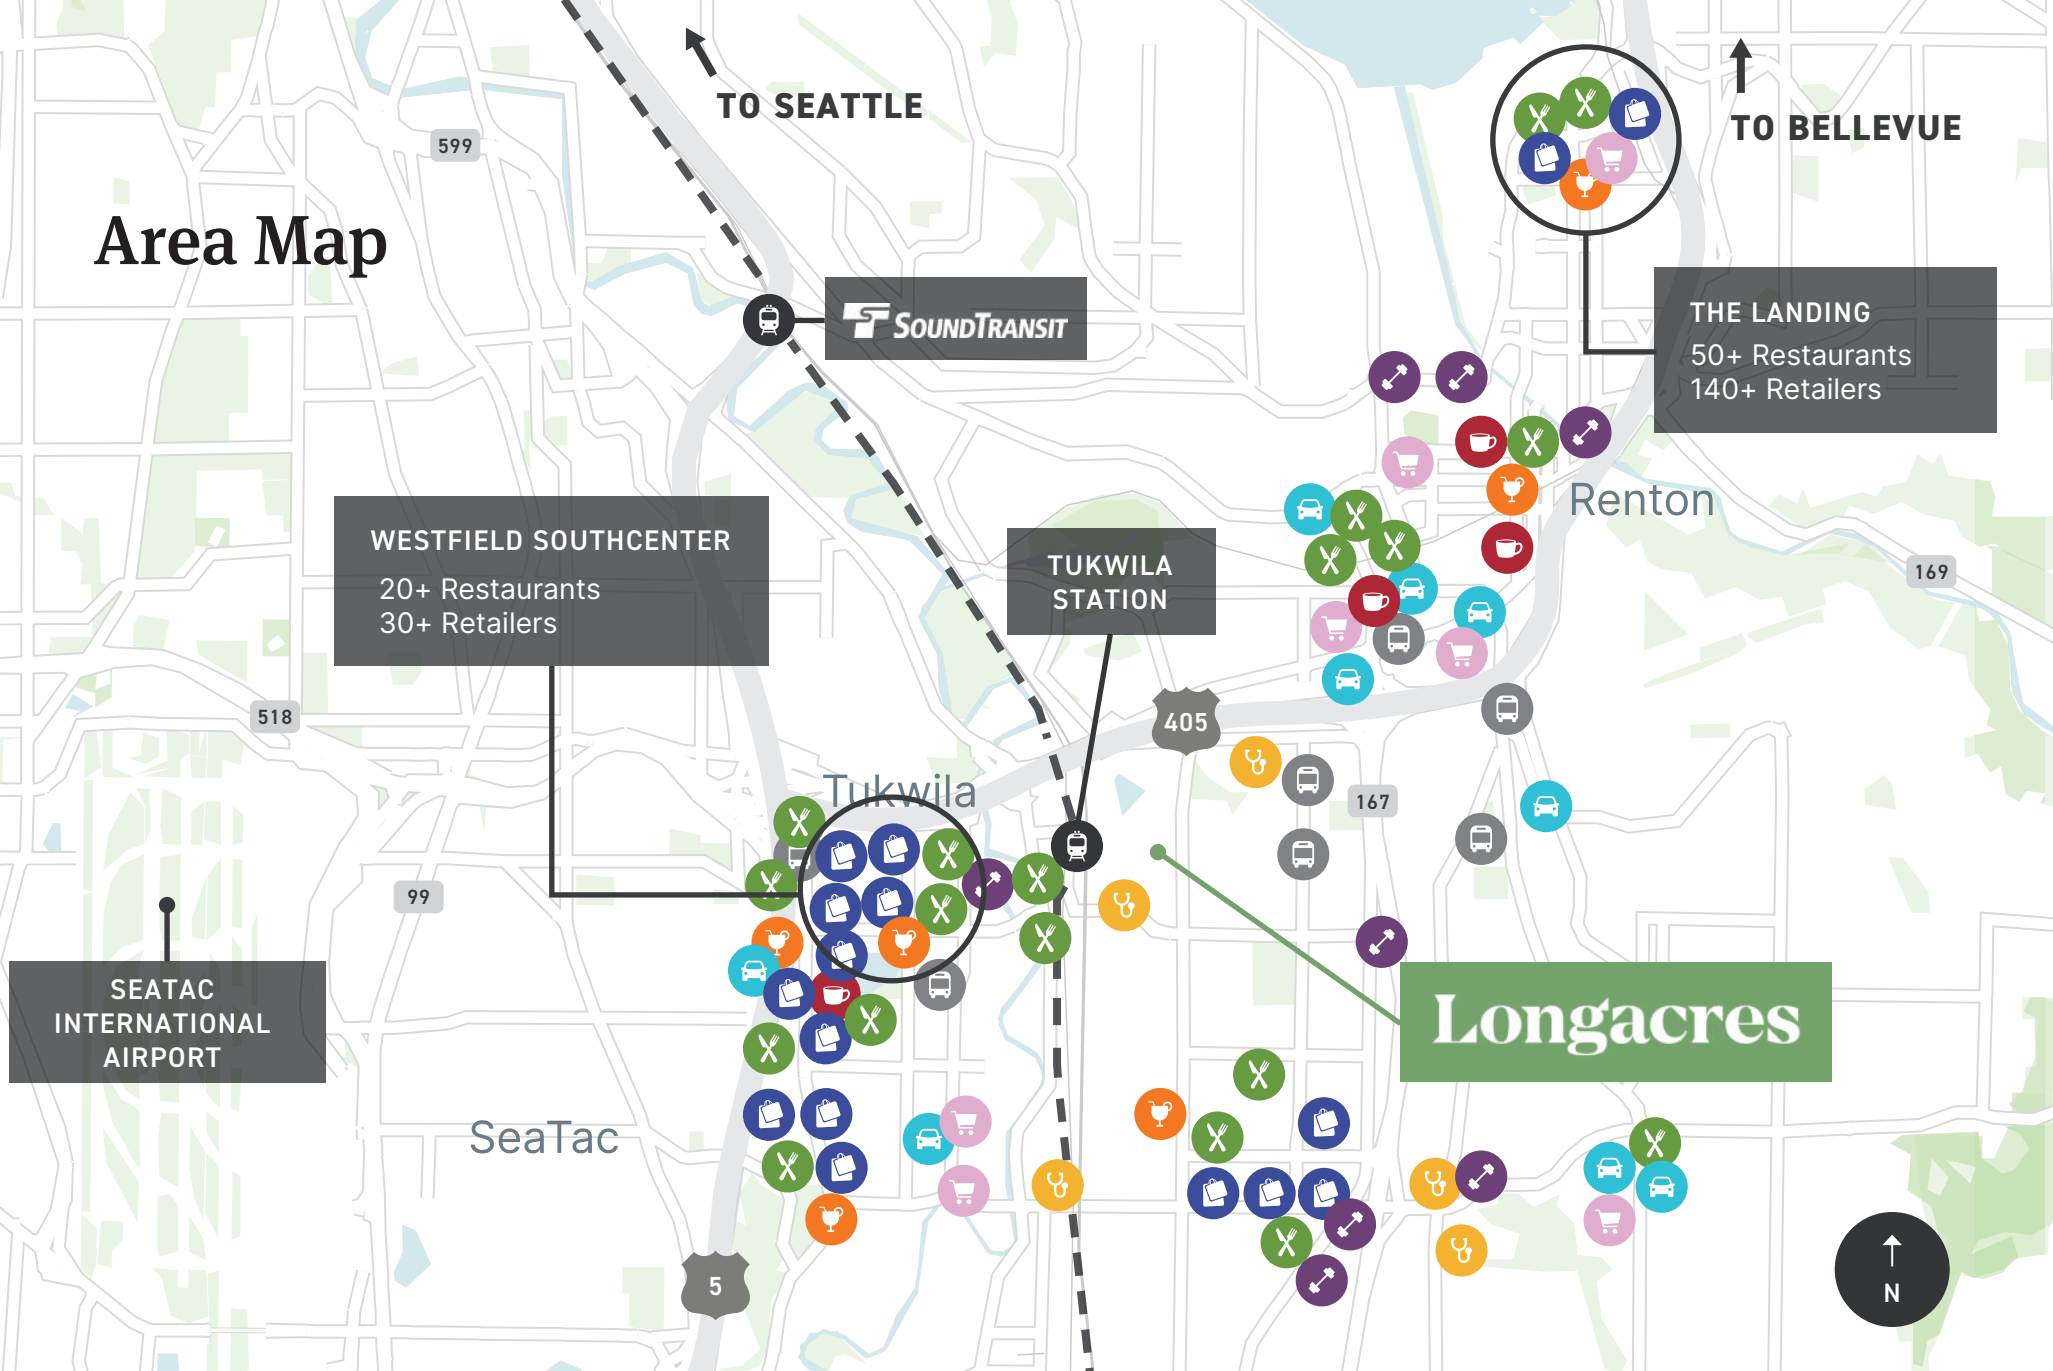 TO SEATTLE
TO BELLEVUE
599
Area Map
SOUNDTRANSIT
THE LANDING
50+ Restaurants
140+ Retailers
Renton
WESTFIELD SOUTHCENTER
20+ Restaurants
30+ Retailers
TUKWILA
STATION
169
518
405
Tukwila
167
99
SEATAC
INTERNATIONAL
AIRPORT
Longacres
SeaTac
5
N